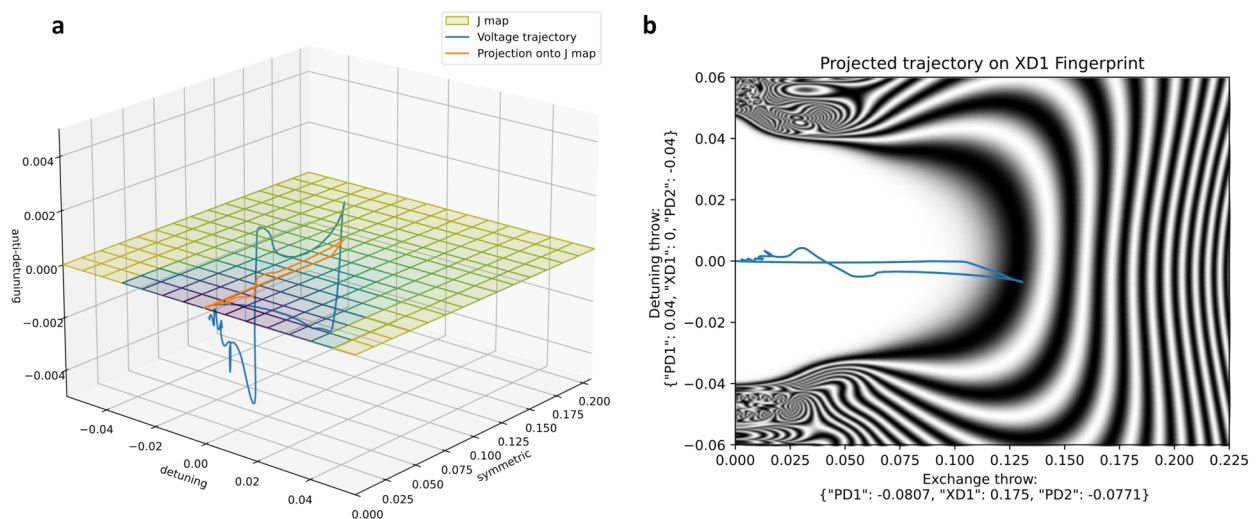 a
J map
Voltage trajectory
Projection onto J map
0.004
0.002
0.000
−0.002
−0.004
anti-detuning
−0.04
−0.02
0.00
0.02
0.04
detuning
0.000
0.025
0.050
0.075
0.100
0.125
0.150
0.175
0.200
symmetric
b
Projected trajectory on XD1 Fingerprint
0.06
0.04
0.02
0.00
−0.02
−0.04
−0.06
Detuning throw:
{"PD1": 0.04, "XD1": 0, "PD2": -0.04}
0.000 0.025 0.050 0.075 0.100 0.125 0.150 0.175 0.200 0.225
Exchange throw:
{"PD1": -0.0807, "XD1": 0.175, "PD2": -0.0771}